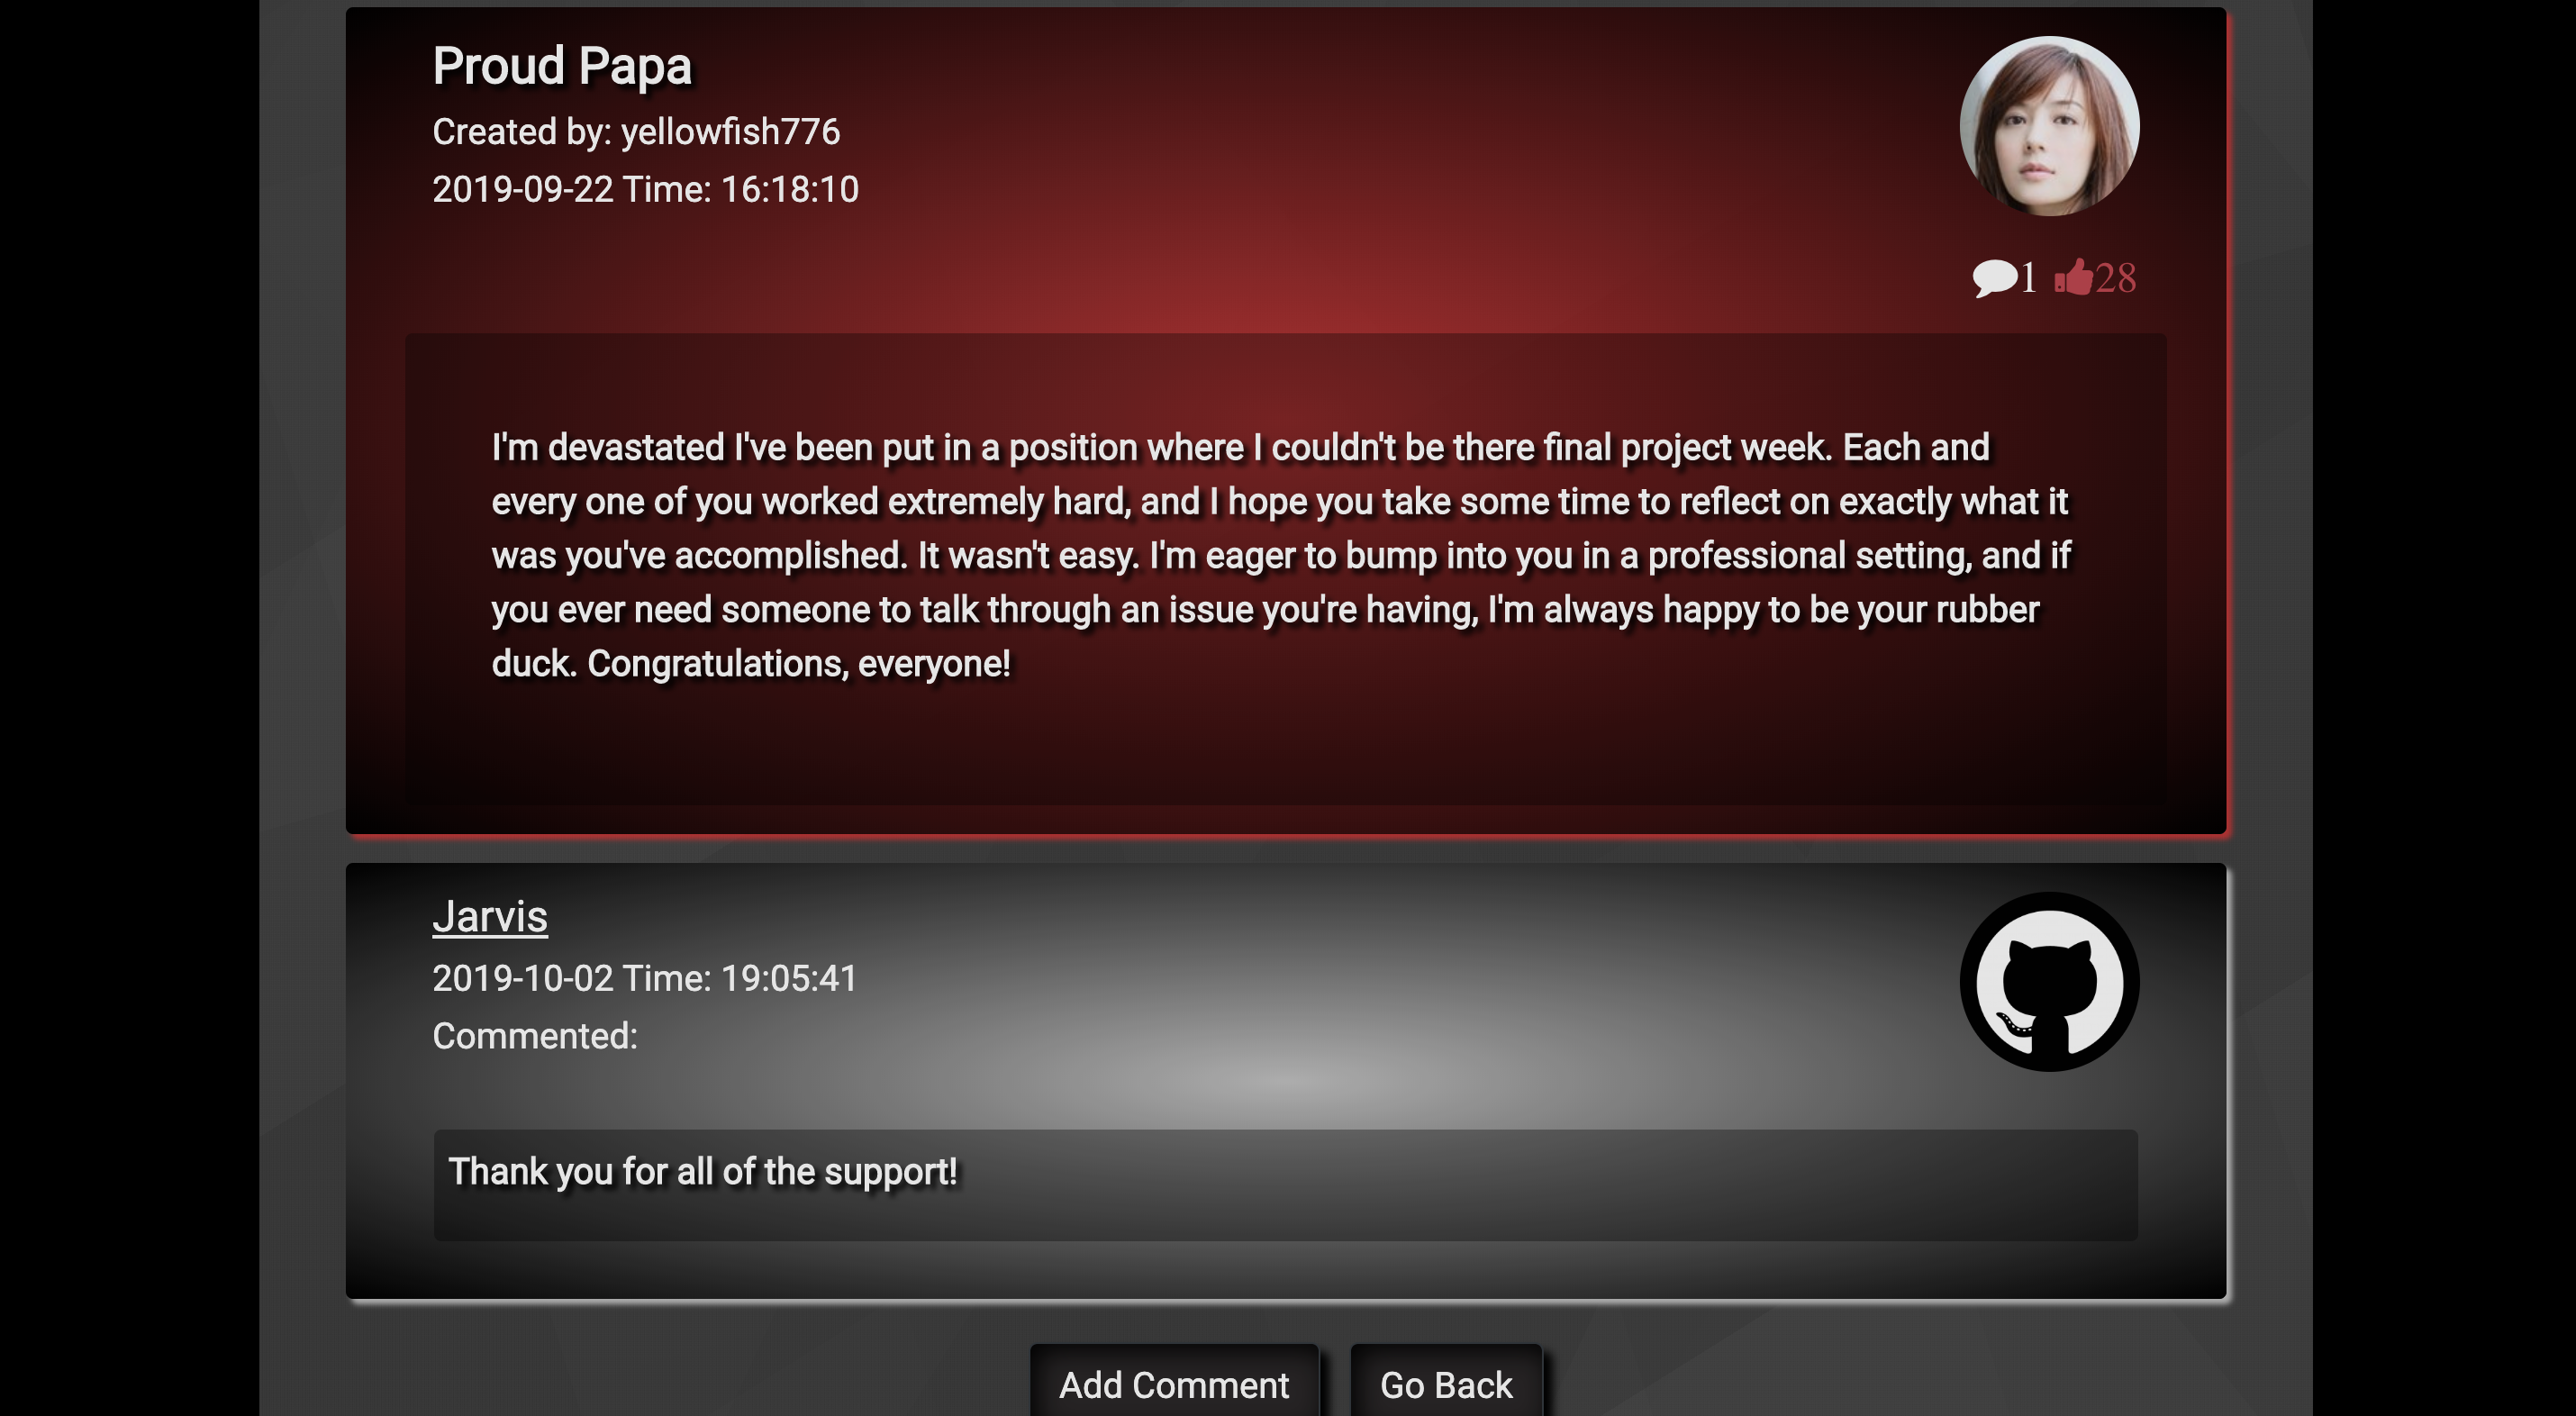 Proud Papa
Created by: yellowfish776
2019-09-22 Time: 16:18:10
1 28
I'm devastated I've been put in a position where I couldn't be there final project week. Each and
every one of you worked extremely hard, and I hope you take some time to reflect on exactly what it
was you've accomplished. It wasn't easy. I'm eager to bump into you in a professional setting, and if
you ever need someone to talk through an issue you're having, I'm always happy to be your rubber
duck. Congratulations, everyone!
Jarvis
2019-10-02 Time: 19:05:41
Commented:
Thank you for all of the support!
Add Comment Go Back